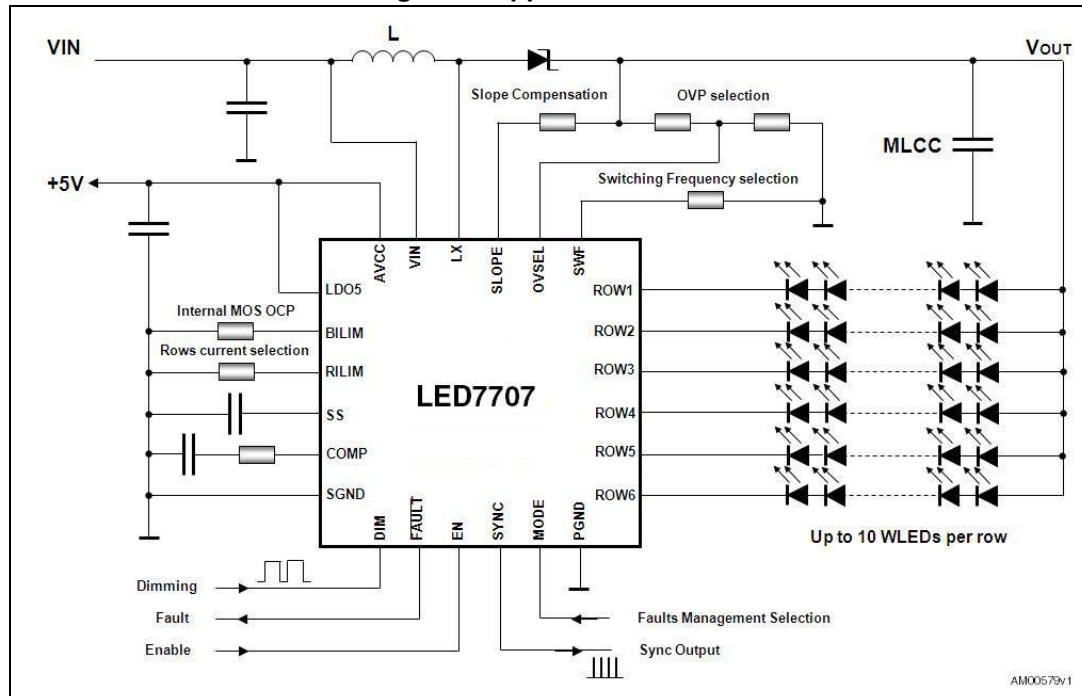 VIN
L
VOUT
Slope Compensation
OVP selection
MLCC
+5V
Switching Frequency selection
AVCC
VIN
LX
SLOPE
OVSEL
SWF
LDO5
ROW1
Internal MOS OCP
BILIM
ROW2
Rows current selection
RILIM
ROW3
LED7707
SS
ROW4
COMP
ROW5
SGND
ROW6
DIM
FAULT
EN
SYNC
MODE
PGND
Up to 10 WLEDs per row
Dimming
Fault
Faults Management Selection
Enable
Sync Output
AM00579v1